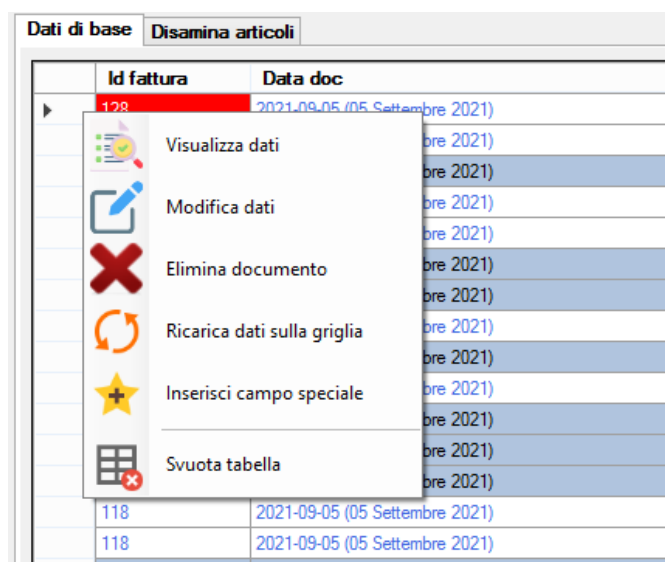 Dati di base Disamina articoli
Id fattura Data doc
128 2021-09-05 (05 Settembre 2021)
bre 2021)
Visualizza dati
bre 2021)
bre 2021)
Modifica dati
bre 2021)
bre 2021)
Elimina documento
bre 2021)
bre 2021)
Ricarica dati sulla griglia
bre 2021)
bre 2021)
Inserisci campo speciale
bre 2021)
bre 2021)
Svuota tabella
bre 2021)
118 2021-09-05 (05 Settembre 2021)
118 2021-09-05 (05 Settembre 2021)